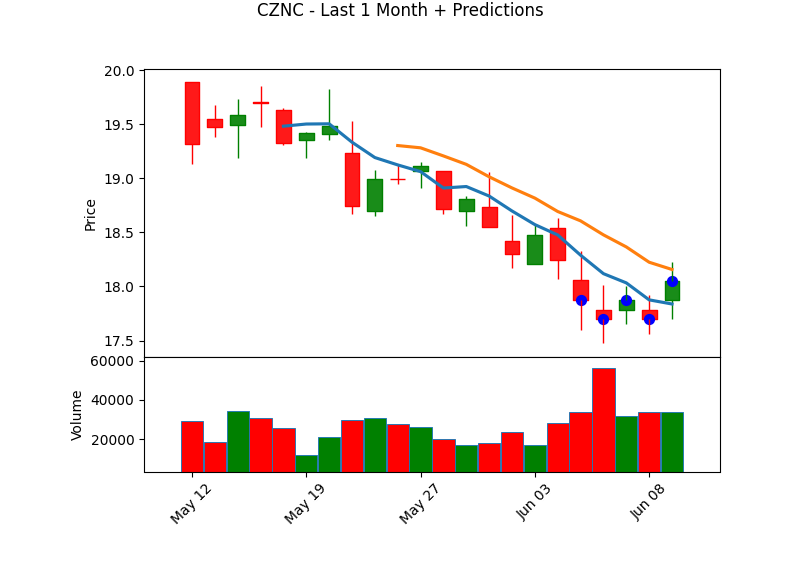 CZNC - Last 1 Month + Predictions
20.0
19.5
19.0
18.5
18.0
17.5
Price
60000
40000
20000
Volume
May 12
May 19
May 27
Jun 03
Jun 08